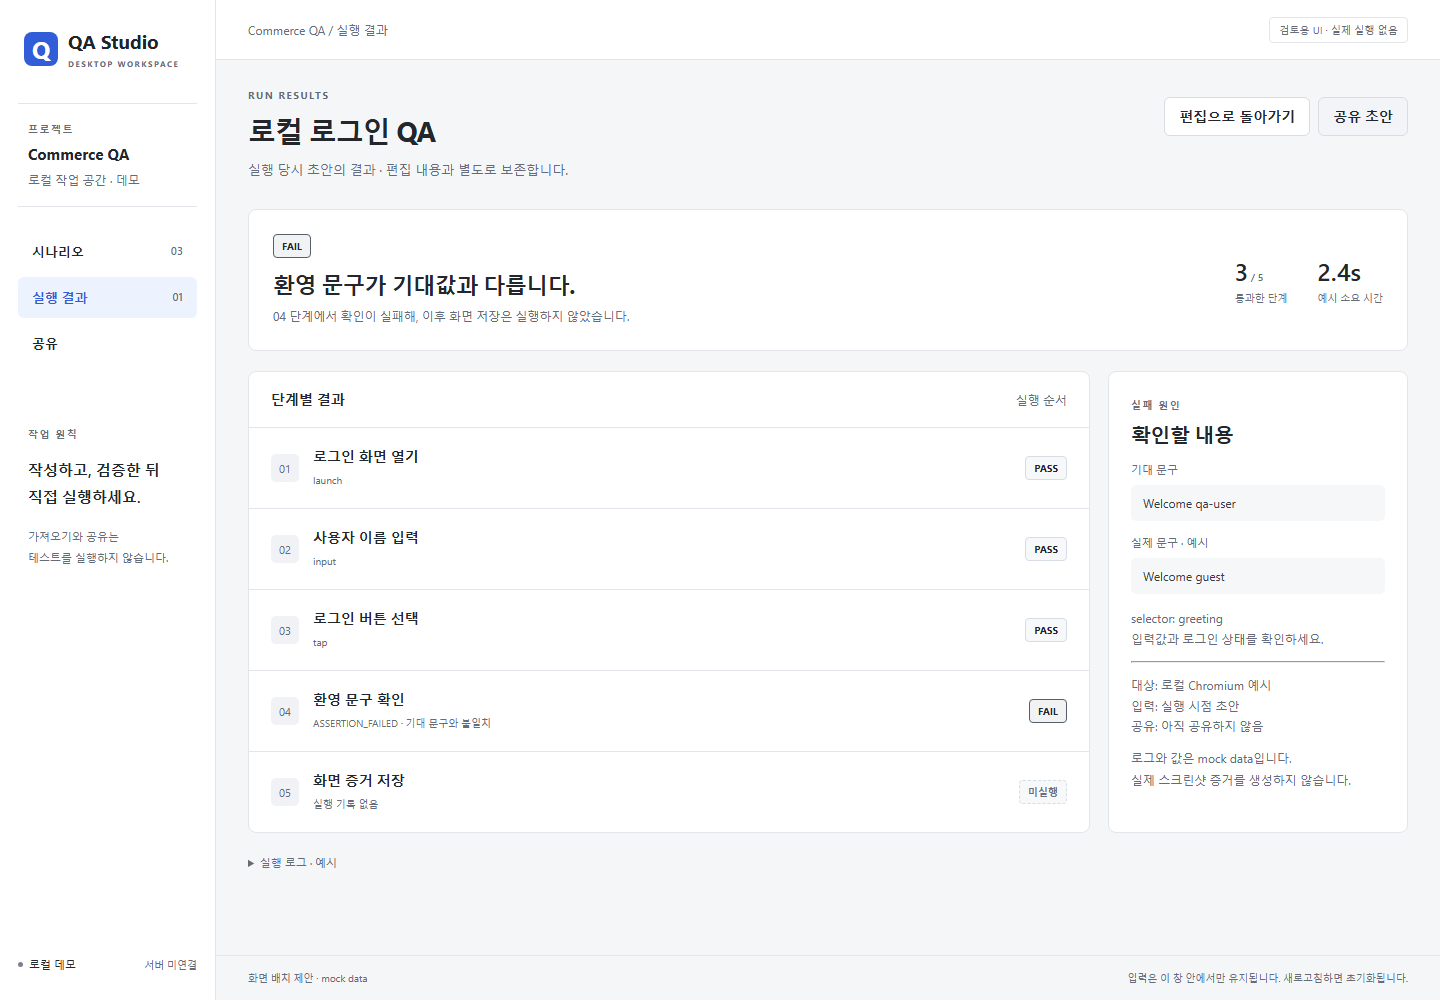 Q
QA Studio
DESKTOP WORKSPACE
프로젝트
Commerce QA
로컬 작업 공간 · 데모
시나리오 03
실행 결과 01
공유
작업 원칙
작성하고, 검증한 뒤
직접 실행하세요.
가져오기와 공유는
테스트를 실행하지 않습니다.
로컬 데모
서버 미연결
Commerce QA / 실행 결과
검토용 UI · 실제 실행 없음
RUN RESULTS
로컬 로그인 QA
실행 당시 초안의 결과 · 편집 내용과 별도로 보존합니다.
편집으로 돌아가기
공유 초안
FAIL
환영 문구가 기대값과 다릅니다.
04 단계에서 확인이 실패해, 이후 화면 저장은 실행하지 않았습니다.
3 / 5
통과한 단계
2.4s
예시 소요 시간
단계별 결과
실행 순서
01
로그인 화면 열기
launch
PASS
02
사용자 이름 입력
input
PASS
03
로그인 버튼 선택
tap
PASS
04
환영 문구 확인
ASSERTION_FAILED · 기대 문구와 불일치
FAIL
05
화면 증거 저장
실행 기록 없음
미실행
실패 원인
확인할 내용
기대 문구
Welcome qa-user
실제 문구 · 예시
Welcome guest
selector: greeting
입력값과 로그인 상태를 확인하세요.
대상: 로컬 Chromium 예시
입력: 실행 시점 초안
공유: 아직 공유하지 않음
로그와 값은 mock data입니다.
실제 스크린샷 증거를 생성하지 않습니다.
실행 로그 · 예시
화면 배치 제안 · mock data
입력은 이 창 안에서만 유지됩니다. 새로고침하면 초기화됩니다.